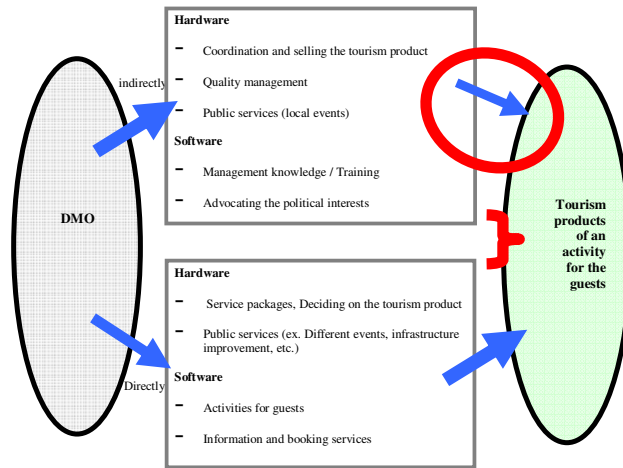 DMO
indirectly
Hardware
- Coordination and selling the tourism product
- Quality management
- Public services (local events)
Software
- Management knowledge / Training
- Advocating the political interests
Directly
Hardware
- Service packages, Deciding on the tourism product
- Public services (ex. Different events, infrastructure
improvement, etc.)
Software
- Activities for guests
- Information and booking services
Tourism
products
of an
activity
for the
guests